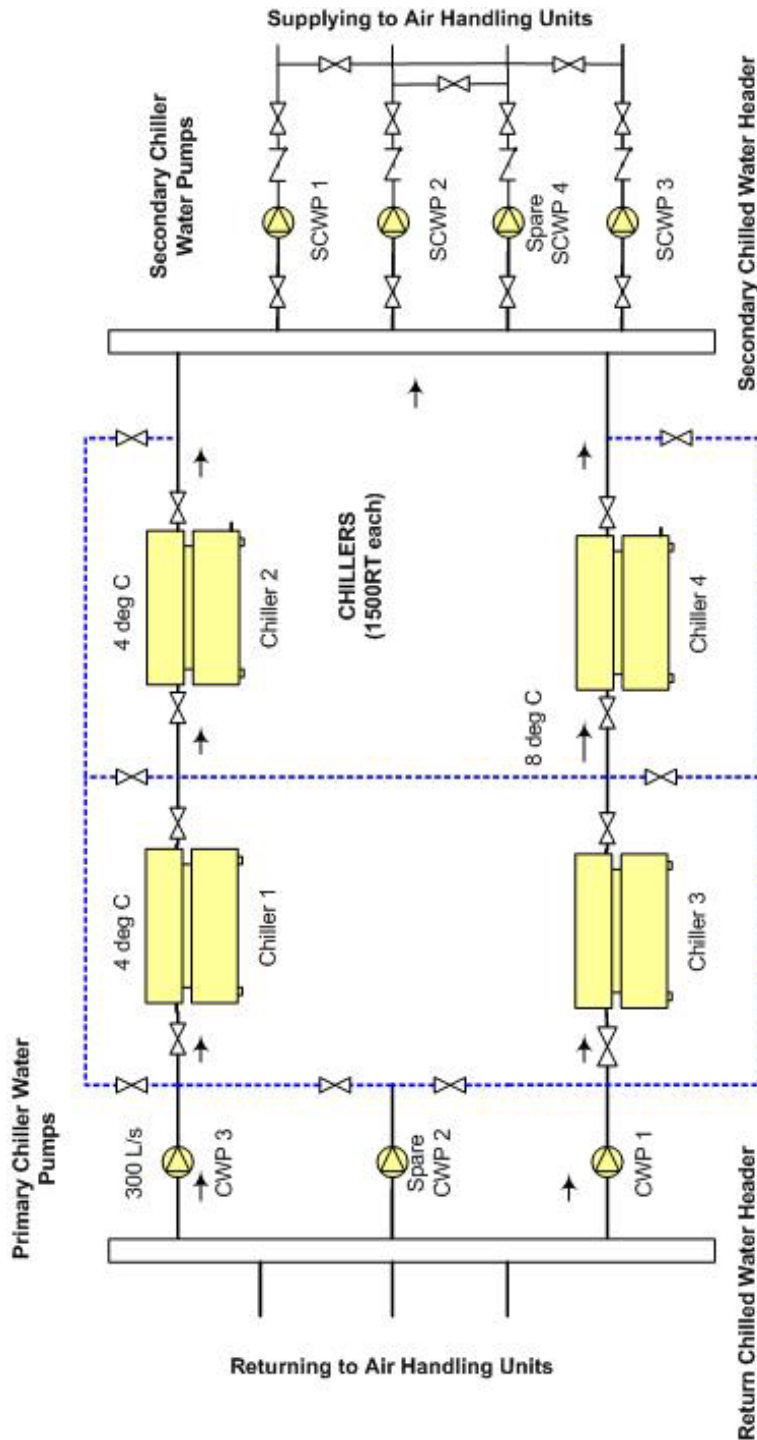 Supplying to Air Handling Units
Secondary Chiller
Water Pumps
SCWP 1
SCWP 2
Spare
SCWP 4
SCWP 3
Secondary Chilled Water Header
4 deg C
Chiller 2
CHILLERS
(1500RT each)
8 deg C
Chiller 4
4 deg C
Chiller 1
Chiller 3
Primary Chiller Water
Pumps
300 L/s
CWP 3
Spare
CWP 2
CWP 1
Return Chilled Water Header
Returning to Air Handling Units